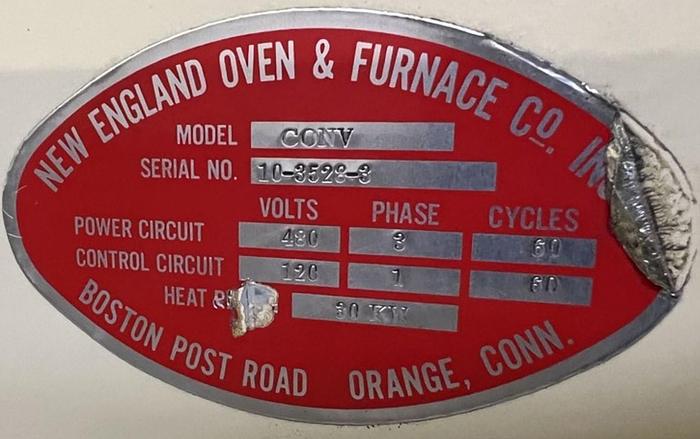 NEW ENGLAND OVEN & FURNACE CO. IN
MODEL CONV
SERIAL NO. 10-3528-3
VOLTS PHASE CYCLES
POWER CIRCUIT 480 3 60
CONTROL CIRCUIT 120 1 60
HEAT 30 KW
BOSTON POST ROAD ORANGE, CONN.